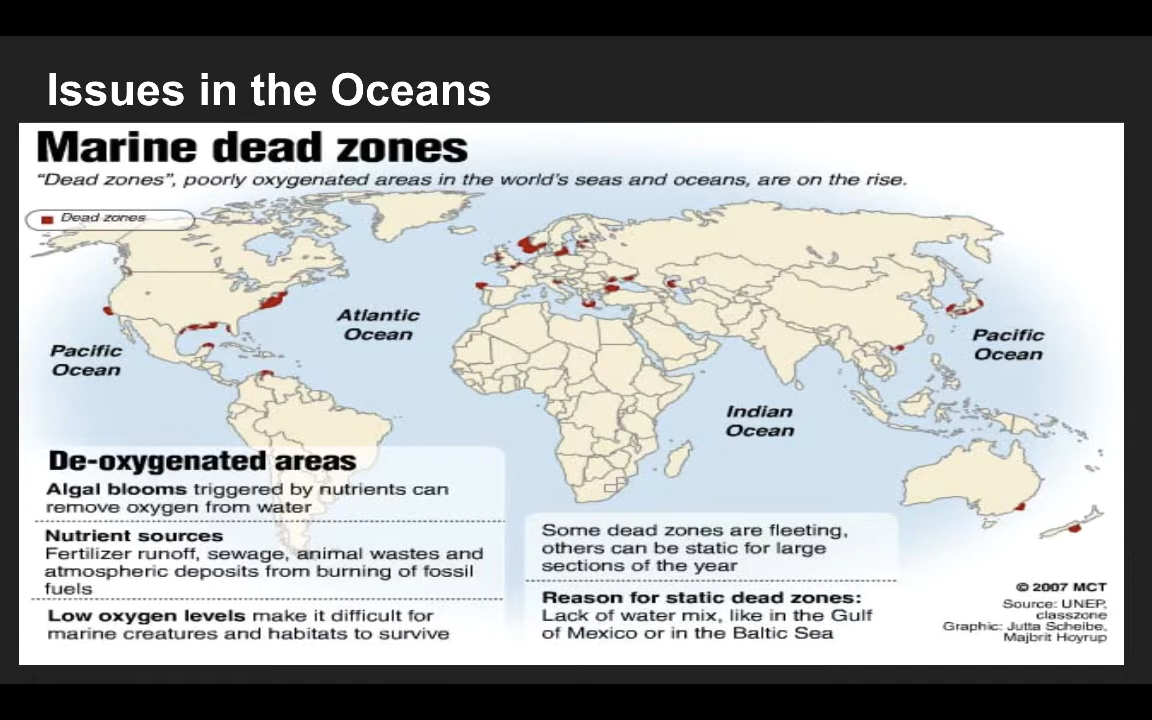 Issues in the Oceans
Marine dead zones
"Dead zones", poorly oxygenated areas in the world's seas and oceans, are on the rise.
Dead zones
Atlantic
Ocean
Pacific
Ocean
Pacific
Ocean
Indian
Ocean
De-oxygenated areas
Algal blooms triggered by nutrients can
remove oxygen from water
Nutrient sources
Fertilizer runoff, sewage, animal wastes and
atmospheric deposits from burning of fossil
fuels
Low oxygen levels make it difficult for
marine creatures and habitats to survive
Some dead zones are fleeting,
others can be static for large
sections of the year
Reason for static dead zones:
Lack of water mix, like in the Gulf
of Mexico or in the Baltic Sea
© 2007 MCT
Source: UNEP,
classzone
Graphic: Jutta Scheibe,
Majbrit Hoyrup